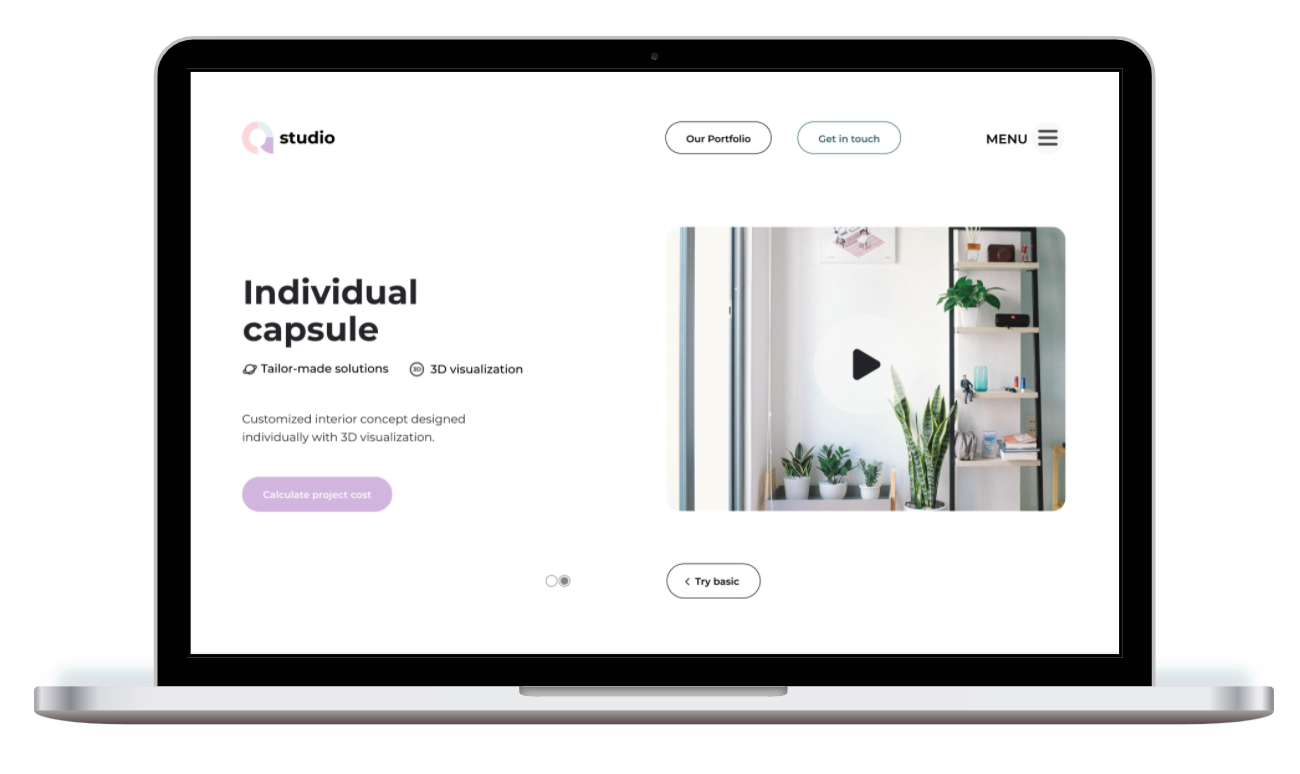 studio
Our Portfolio
Get in touch
MENU
Individual
capsule
Tailor-made solutions
3D
3D visualization
Customized interior concept designed
individually with 3D visualization.
Calculate project cost
Try basic